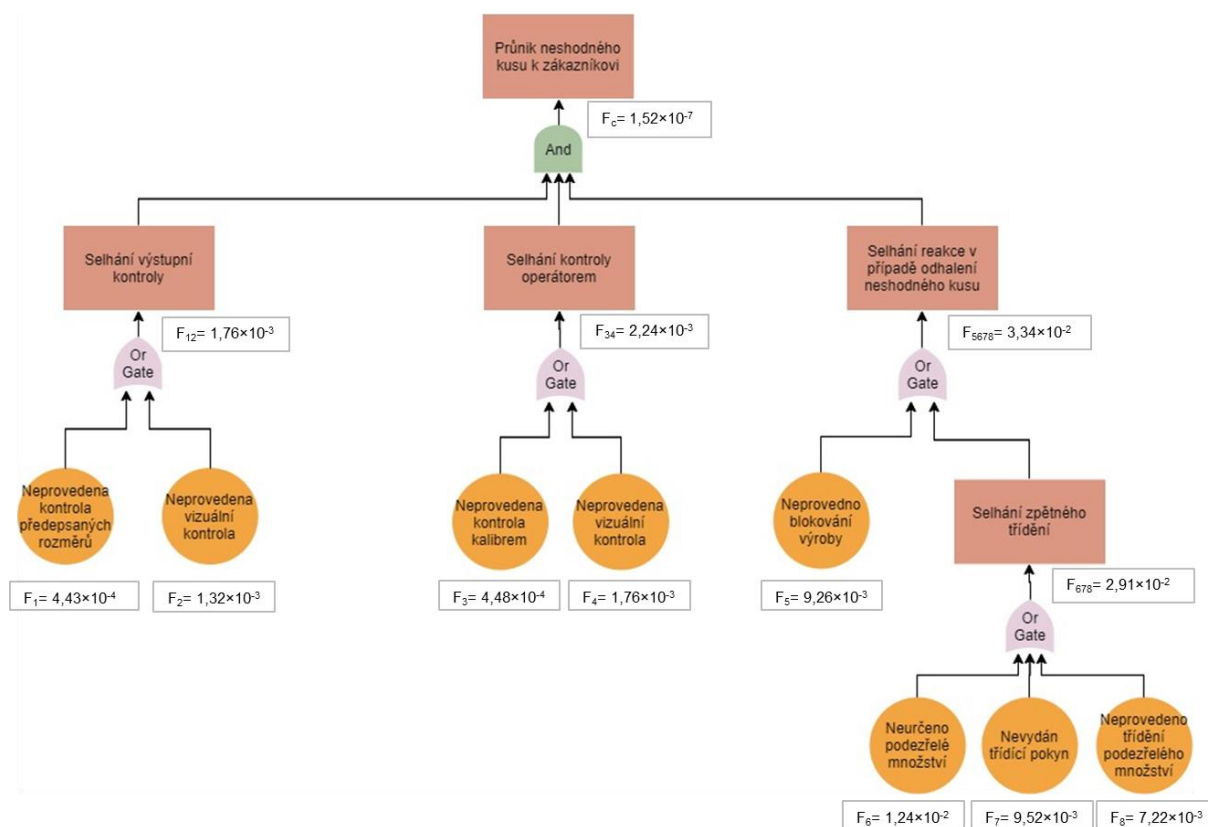 Průnik neshodného
kusu k zákazníkovi
F꜀= 1,52×10⁻⁷
And
Selhání výstupní
kontroly
Selhání kontroly
operátorem
Selhání reakce v
případě odhalení
neshodného kusu
F₁₂= 1,76×10⁻³
F₃₄= 2,24×10⁻³
F₅₆₇₈= 3,34×10⁻²
Or
Gate
Or
Gate
Or
Gate
Neprovedena
kontrola
předepsaných
rozměrů
Neprovedena
vizuální
kontrola
Neprovedena
kontrola
kalibrem
Neprovedena
vizuální
kontrola
Neprovedno
blokování
výroby
Selhání zpětného
třídění
F₁= 4,43×10⁻⁴
F₂= 1,32×10⁻³
F₃= 4,48×10⁻⁴
F₄= 1,76×10⁻³
F₅= 9,26×10⁻³
F₆₇₈= 2,91×10⁻²
Or
Gate
Neurčeno
podezřelé
množství
Nevydán
třídící pokyn
Neprovedeno
třídění
podezřelého
množství
F₆= 1,24×10⁻²
F₇= 9,52×10⁻³
F₈= 7,22×10⁻³